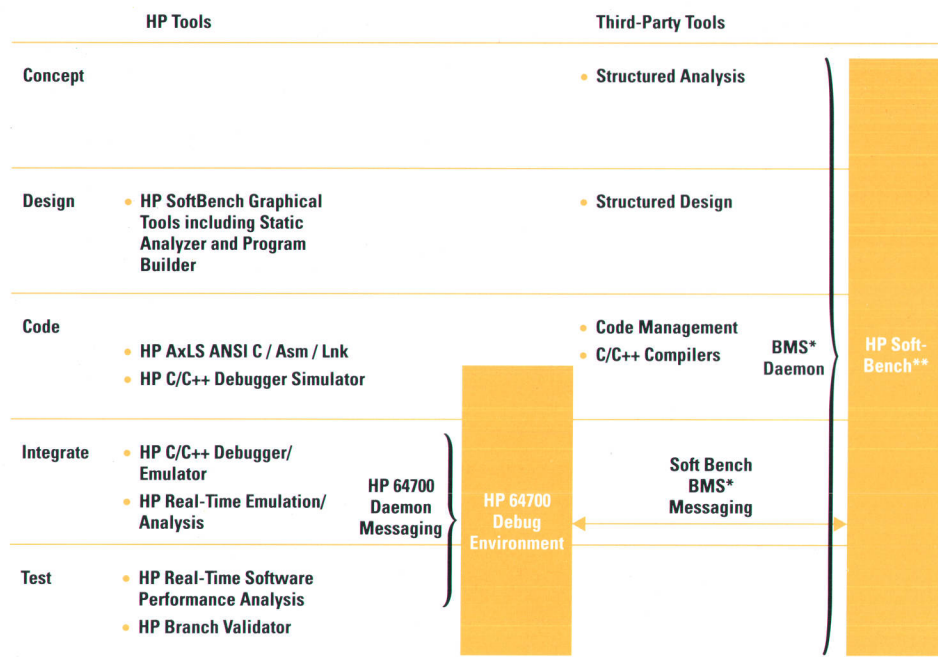 HP Tools
Third-Party Tools
Concept
• Structured Analysis
Design
• HP SoftBench Graphical
Tools including Static
Analyzer and Program
Builder
• Structured Design
Code
• HP AxLS ANSI C / Asm / Lnk
• HP C/C++ Debugger Simulator
• Code Management
• C/C++ Compilers
BMS*
Daemon
HP Soft-
Bench**
Integrate
• HP C/C++ Debugger/
Emulator
• HP Real-Time Emulation/
Analysis
HP 64700
Daemon
Messaging
HP 64700
Debug
Environment
Soft Bench
BMS*
Messaging
Test
• HP Real-Time Software
Performance Analysis
• HP Branch Validator